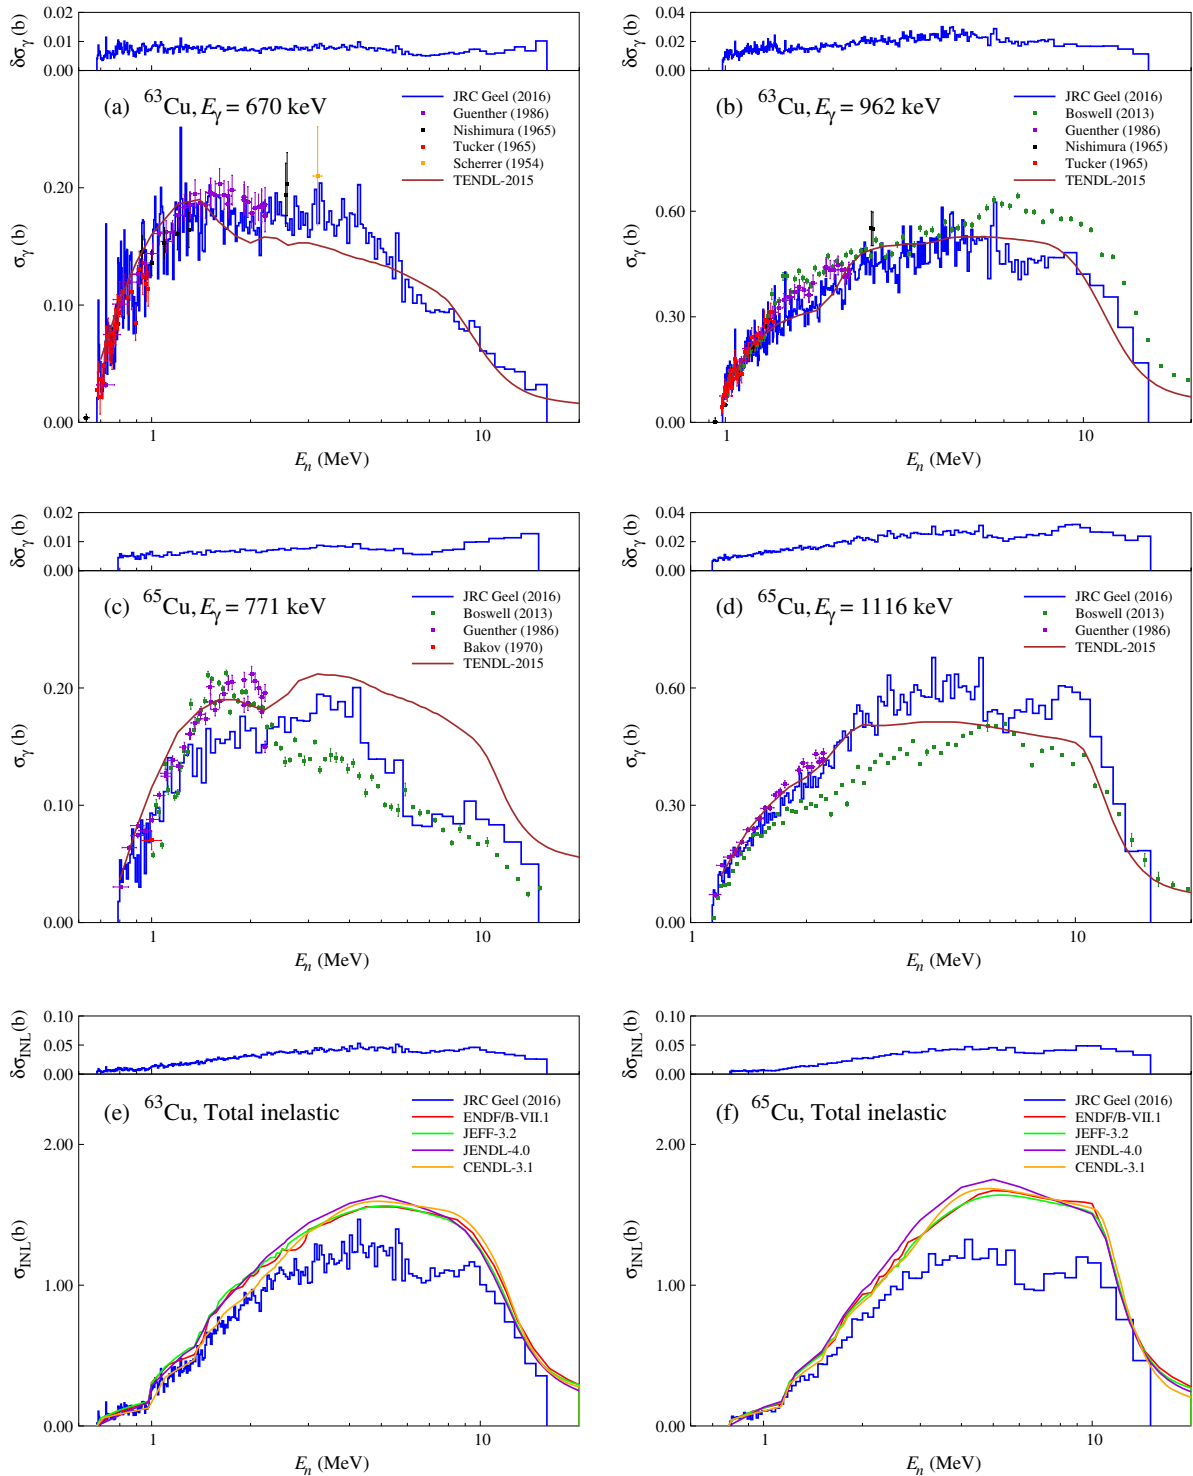 0.02
0.01
0.00
δσγ(b)
(a) ⁶³Cu, Eγ = 670 keV
JRC Geel (2016)
Guenther (1986)
Nishimura (1965)
Tucker (1965)
Scherrer (1954)
TENDL-2015
0.20
0.10
0.00
σγ(b)
1
10
Eₙ (MeV)
0.04
0.02
0.00
δσγ(b)
(b) ⁶³Cu, Eγ = 962 keV
JRC Geel (2016)
Boswell (2013)
Guenther (1986)
Nishimura (1965)
Tucker (1965)
TENDL-2015
0.60
0.30
0.00
σγ(b)
1
10
Eₙ (MeV)
0.02
0.01
0.00
δσγ(b)
(c) ⁶⁵Cu, Eγ = 771 keV
JRC Geel (2016)
Boswell (2013)
Guenther (1986)
Bakov (1970)
TENDL-2015
0.20
0.10
0.00
σγ(b)
1
10
Eₙ (MeV)
0.04
0.02
0.00
δσγ(b)
(d) ⁶⁵Cu, Eγ = 1116 keV
JRC Geel (2016)
Boswell (2013)
Guenther (1986)
TENDL-2015
0.60
0.30
0.00
σγ(b)
1
10
Eₙ (MeV)
0.10
0.05
0.00
δσINL(b)
(e) ⁶³Cu, Total inelastic
JRC Geel (2016)
ENDF/B-VII.1
JEFF-3.2
JENDL-4.0
CENDL-3.1
2.00
1.00
0.00
σINL(b)
1
10
Eₙ (MeV)
0.10
0.05
0.00
δσINL(b)
(f) ⁶⁵Cu, Total inelastic
JRC Geel (2016)
ENDF/B-VII.1
JEFF-3.2
JENDL-4.0
CENDL-3.1
2.00
1.00
0.00
σINL(b)
1
10
Eₙ (MeV)